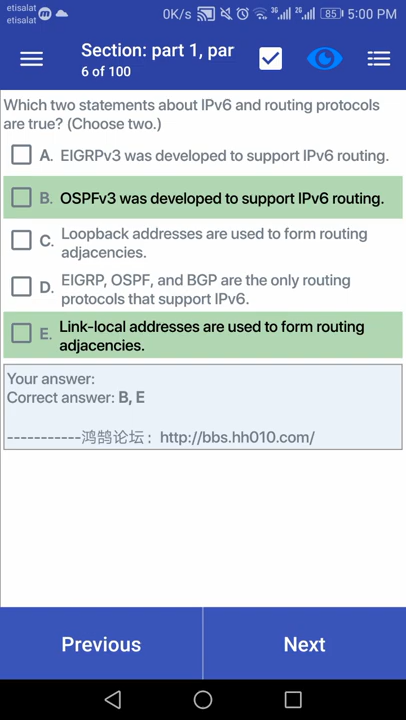 etisalat
etisalat
0K/s
3G
2G
85
5:00 PM
Section: part 1, par
6 of 100
Which two statements about IPv6 and routing protocols
are true? (Choose two.)
A. EIGRPv3 was developed to support IPv6 routing.
B. OSPFv3 was developed to support IPv6 routing.
C. Loopback addresses are used to form routing
adjacencies.
D. EIGRP, OSPF, and BGP are the only routing
protocols that support IPv6.
E. Link-local addresses are used to form routing
adjacencies.
Your answer:
Correct answer: B, E
-----------鸿鹄论坛： http://bbs.hh010.com/
Previous
Next